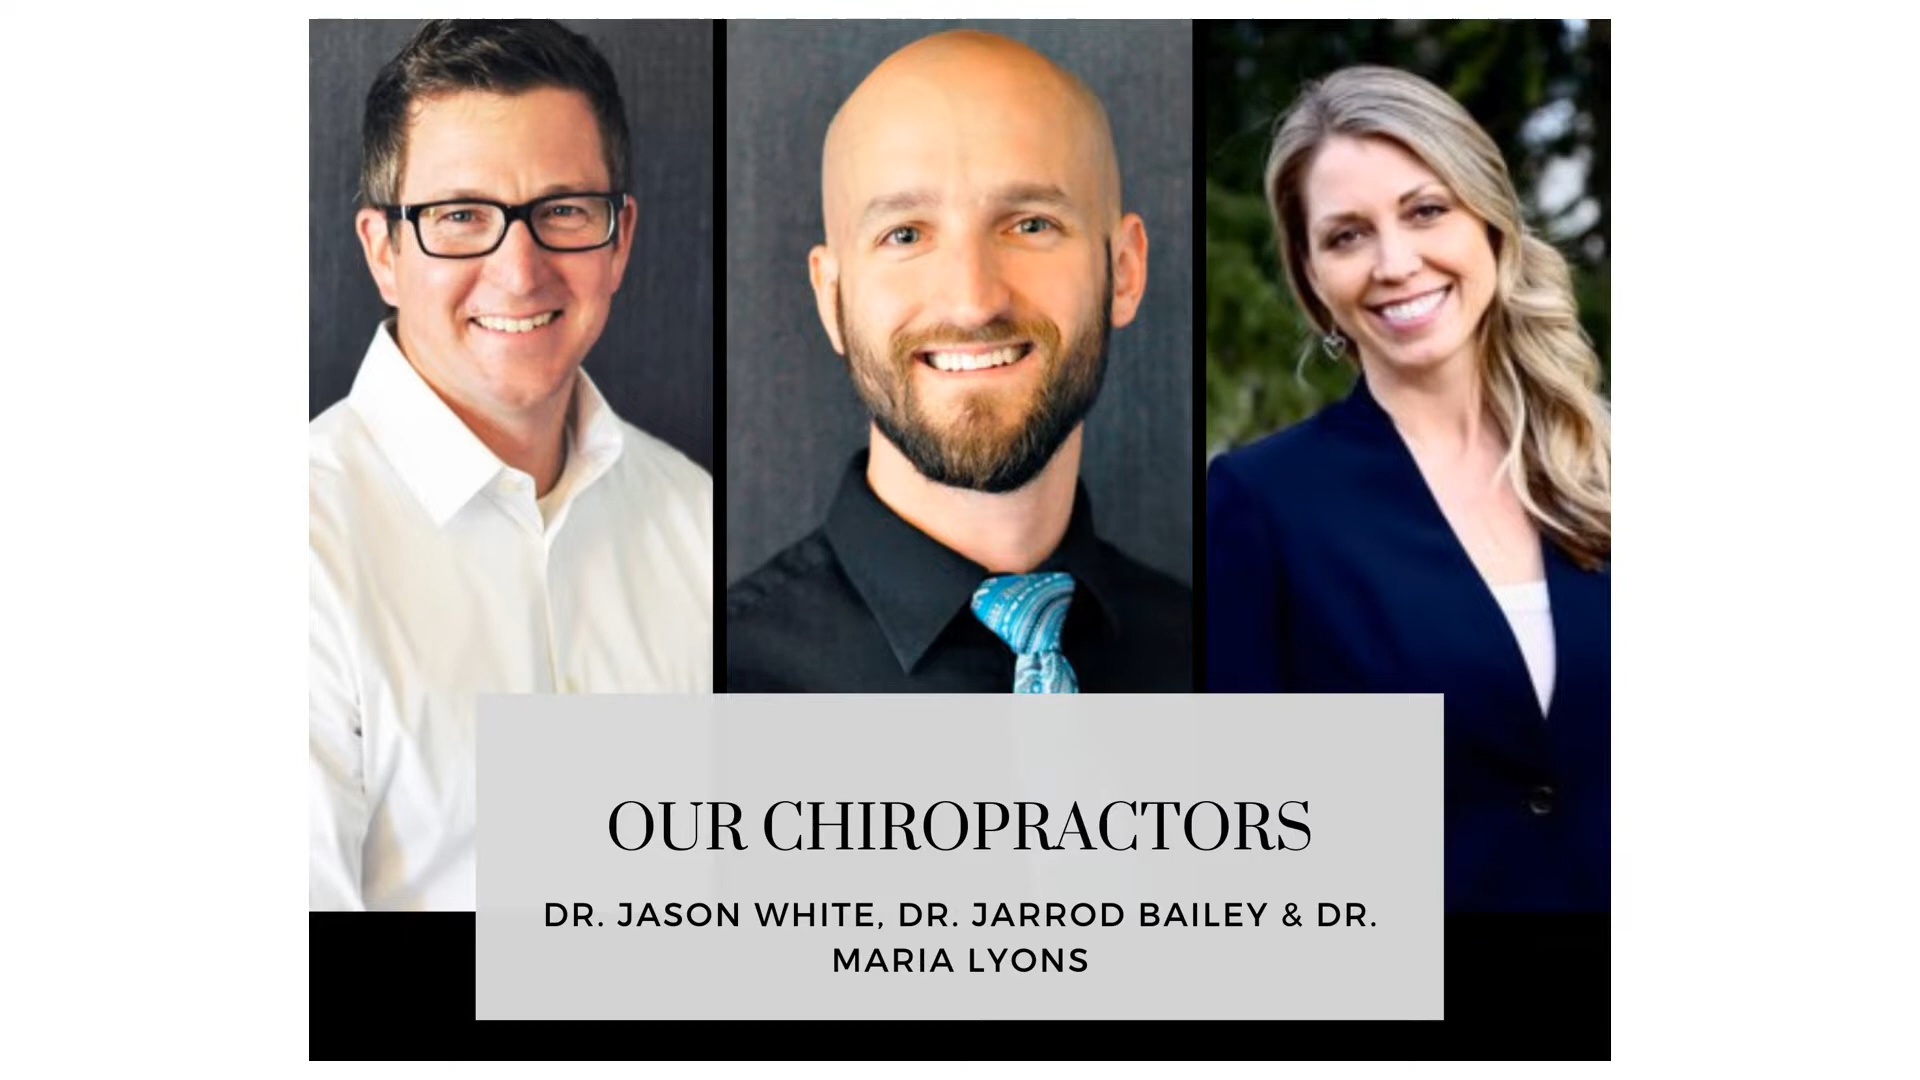 OUR CHIROPRACTORS
DR. JASON WHITE, DR. JARROD BAILEY & DR.
MARIA LYONS